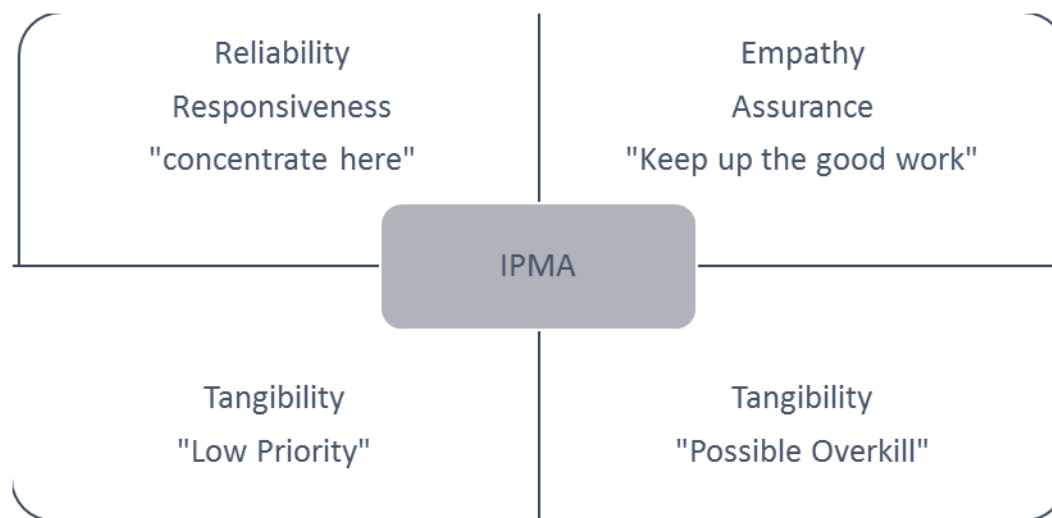 Reliability
Responsiveness
"concentrate here"
Empathy
Assurance
"Keep up the good work"
IPMA
Tangibility
"Low Priority"
Tangibility
"Possible Overkill"